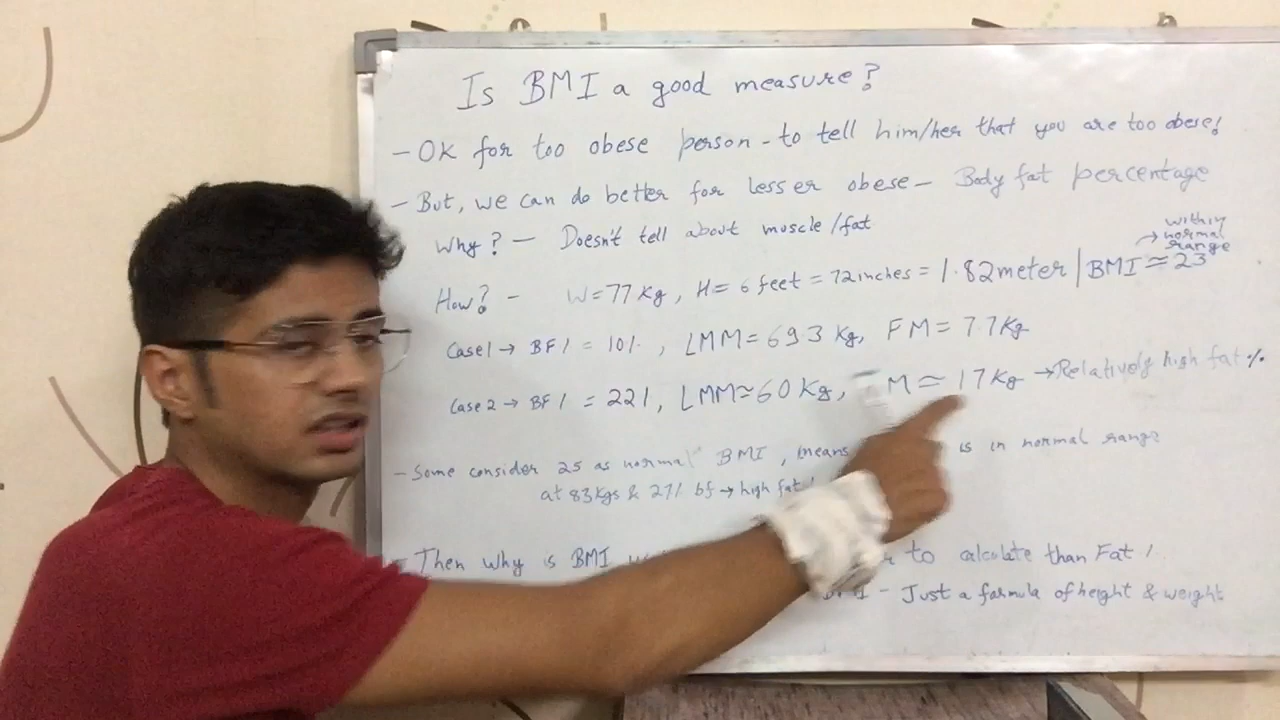 Is BMI a good measure?
- OK for too obese person - to tell him/her that you are too obese!
- But, we can do better for lesser obese - Body fat percentage
Why? - Doesn't tell about muscle/fat
→ within normal range
How? - W=77 Kg, H= 6 feet = 72 inches = 1.82 meter | BMI ≈ 23
Case 1 → BF% = 10%, LMM = 69.3 Kg, FM = 7.7 Kg
Case 2 → BF% = 22%, LMM ≈ 60 Kg, M ≈ 17 Kg → Relatively high fat %
- Some consider 25 as normal BMI, means is in normal range
at 83 Kgs & 27% bf → high fat
- Then why is BMI to calculate than Fat %
- Just a formula of height & weight